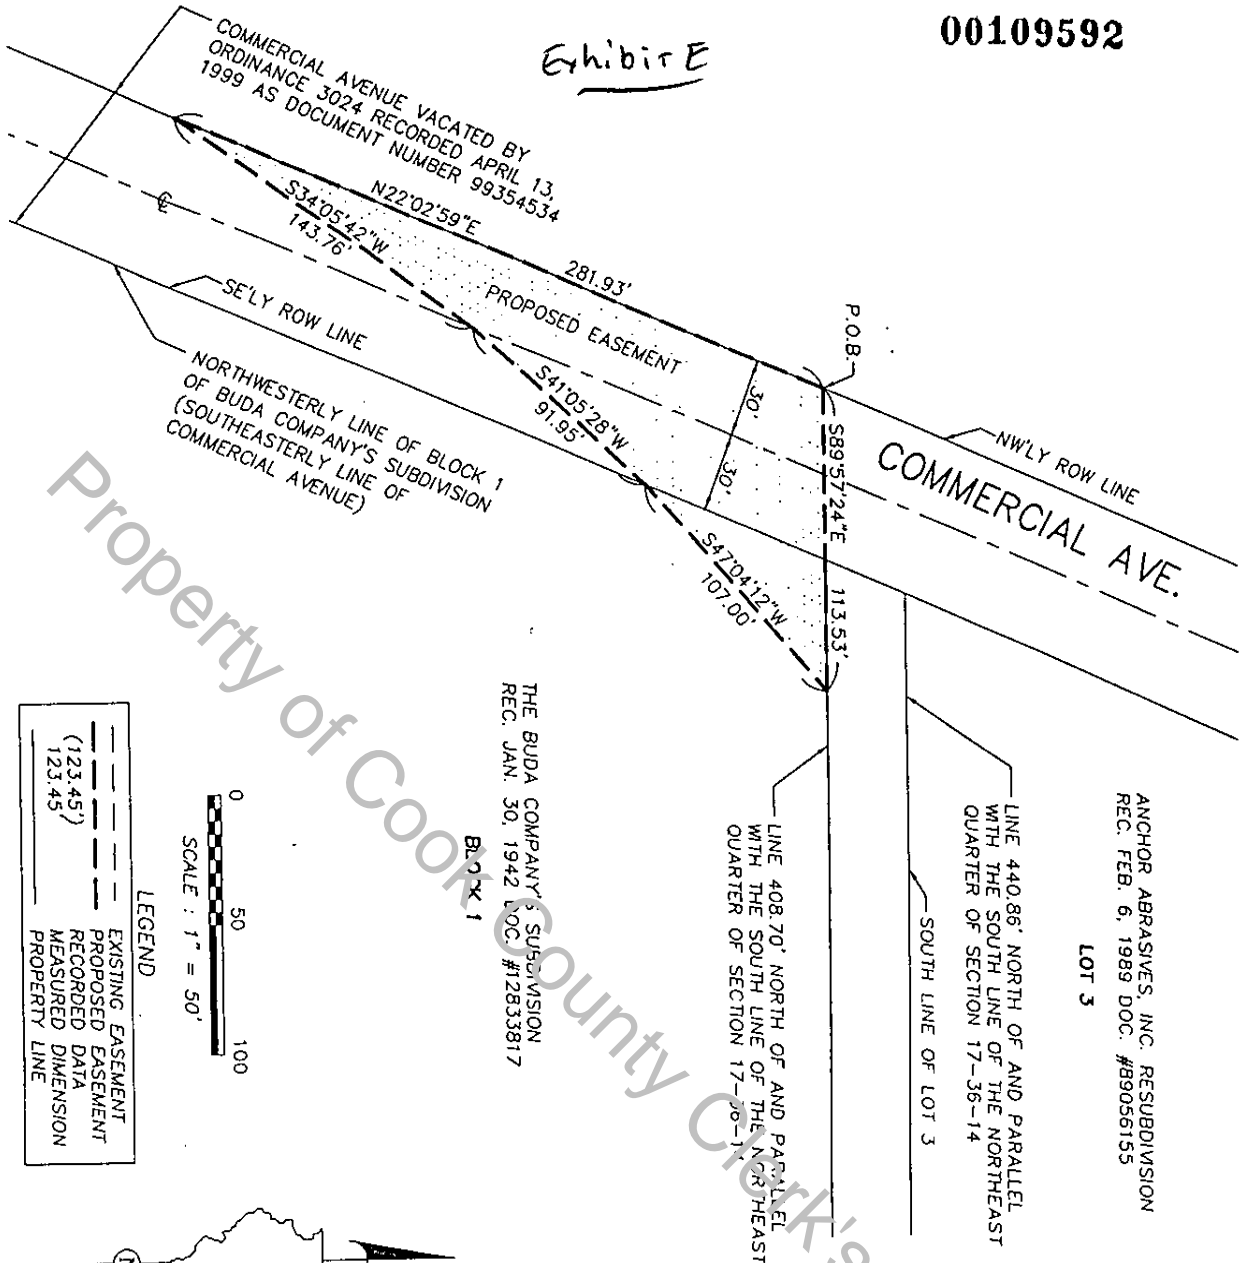 00109592
Exhibit E
COMMERCIAL AVENUE VACATED BY
ORDINANCE 3024 RECORDED APRIL 13,
1999 AS DOCUMENT NUMBER 99354534
N22°02'59"E
281.93'
S34°05'42"W
143.76'
PROPOSED EASEMENT
SE'LY ROW LINE
NORTHWESTERLY LINE OF BLOCK 1
OF BUDA COMPANY'S SUBDIVISION
(SOUTHEASTERLY LINE OF
COMMERCIAL AVENUE)
S41°05'28"W
91.95'
30'
30'
P.O.B.
S89°57'24"E
113.53'
NW'LY ROW LINE
COMMERCIAL AVE.
S47°04'12"W
107.00'
ANCHOR ABRASIVES, INC. RESUBDIVISION
REC. FEB. 6, 1989 DOC. #89056155
LOT 3
LINE 440.86' NORTH OF AND PARALLEL
WITH THE SOUTH LINE OF THE NORTHEAST
QUARTER OF SECTION 17-36-14
SOUTH LINE OF LOT 3
LINE 408.70' NORTH OF AND PARALLEL
WITH THE SOUTH LINE OF THE NORTHEAST
QUARTER OF SECTION 17-36-14
THE BUDA COMPANY'S SUBDIVISION
REC. JAN. 30, 1942 DOC. #12833817
BLOCK 1
0 50 100
SCALE : 1" = 50'
LEGEND
EXISTING EASEMENT
PROPOSED EASEMENT
(123.45') RECORDED DATA
123.45' MEASURED DIMENSION
PROPERTY LINE
Property of Cook County Clerk's